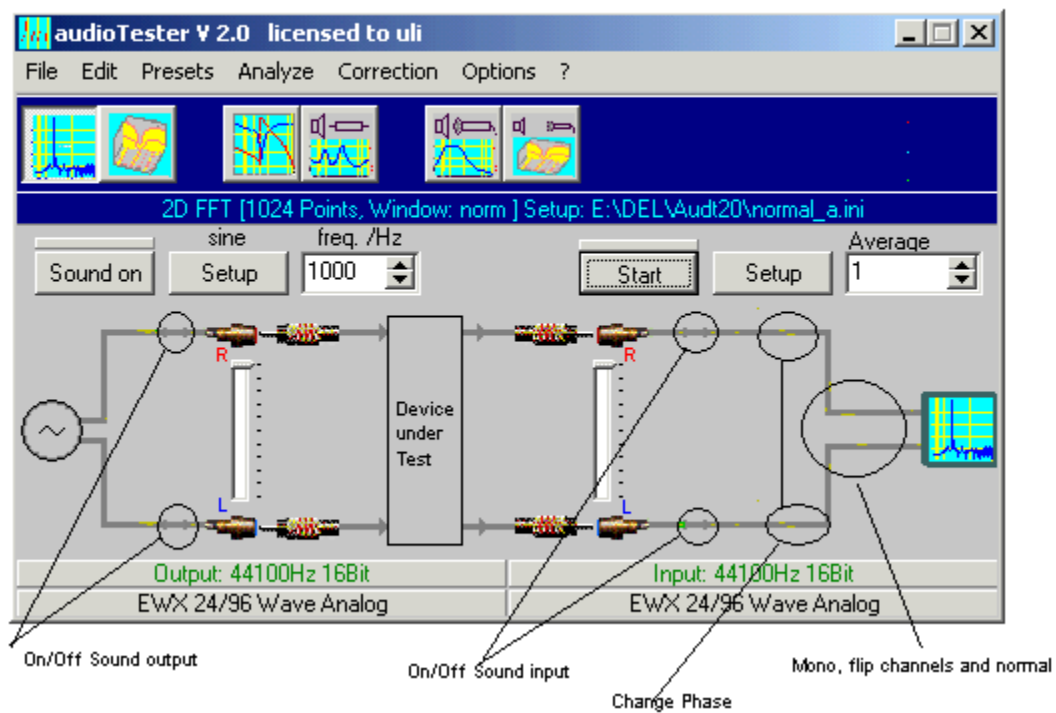 audioTester V 2.0 licensed to uli
File Edit Presets Analyze Correction Options ?
2D FFT [1024 Points, Window: norm ] Setup: E:\DEL\Audt20\normal_a.ini
sine freq. /Hz Average
Sound on Setup 1000 Start Setup 1
R R
Device
under
Test
L L
Output: 44100Hz 16Bit Input: 44100Hz 16Bit
EWX 24/96 Wave Analog EWX 24/96 Wave Analog
On/Off Sound output On/Off Sound input Mono, flip channels and normal
Change Phase